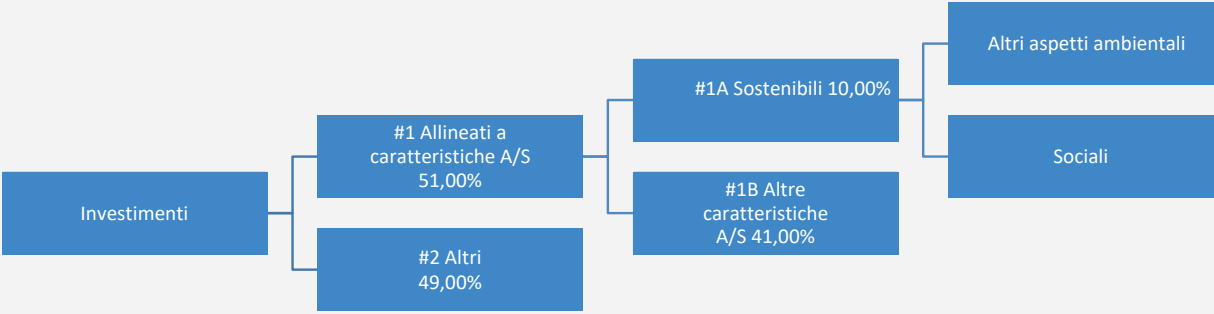 Investimenti
#1 Allineati a
caratteristiche A/S
51,00%
#2 Altri
49,00%
#1A Sostenibili 10,00%
#1B Altre
caratteristiche
A/S 41,00%
Altri aspetti ambientali
Sociali